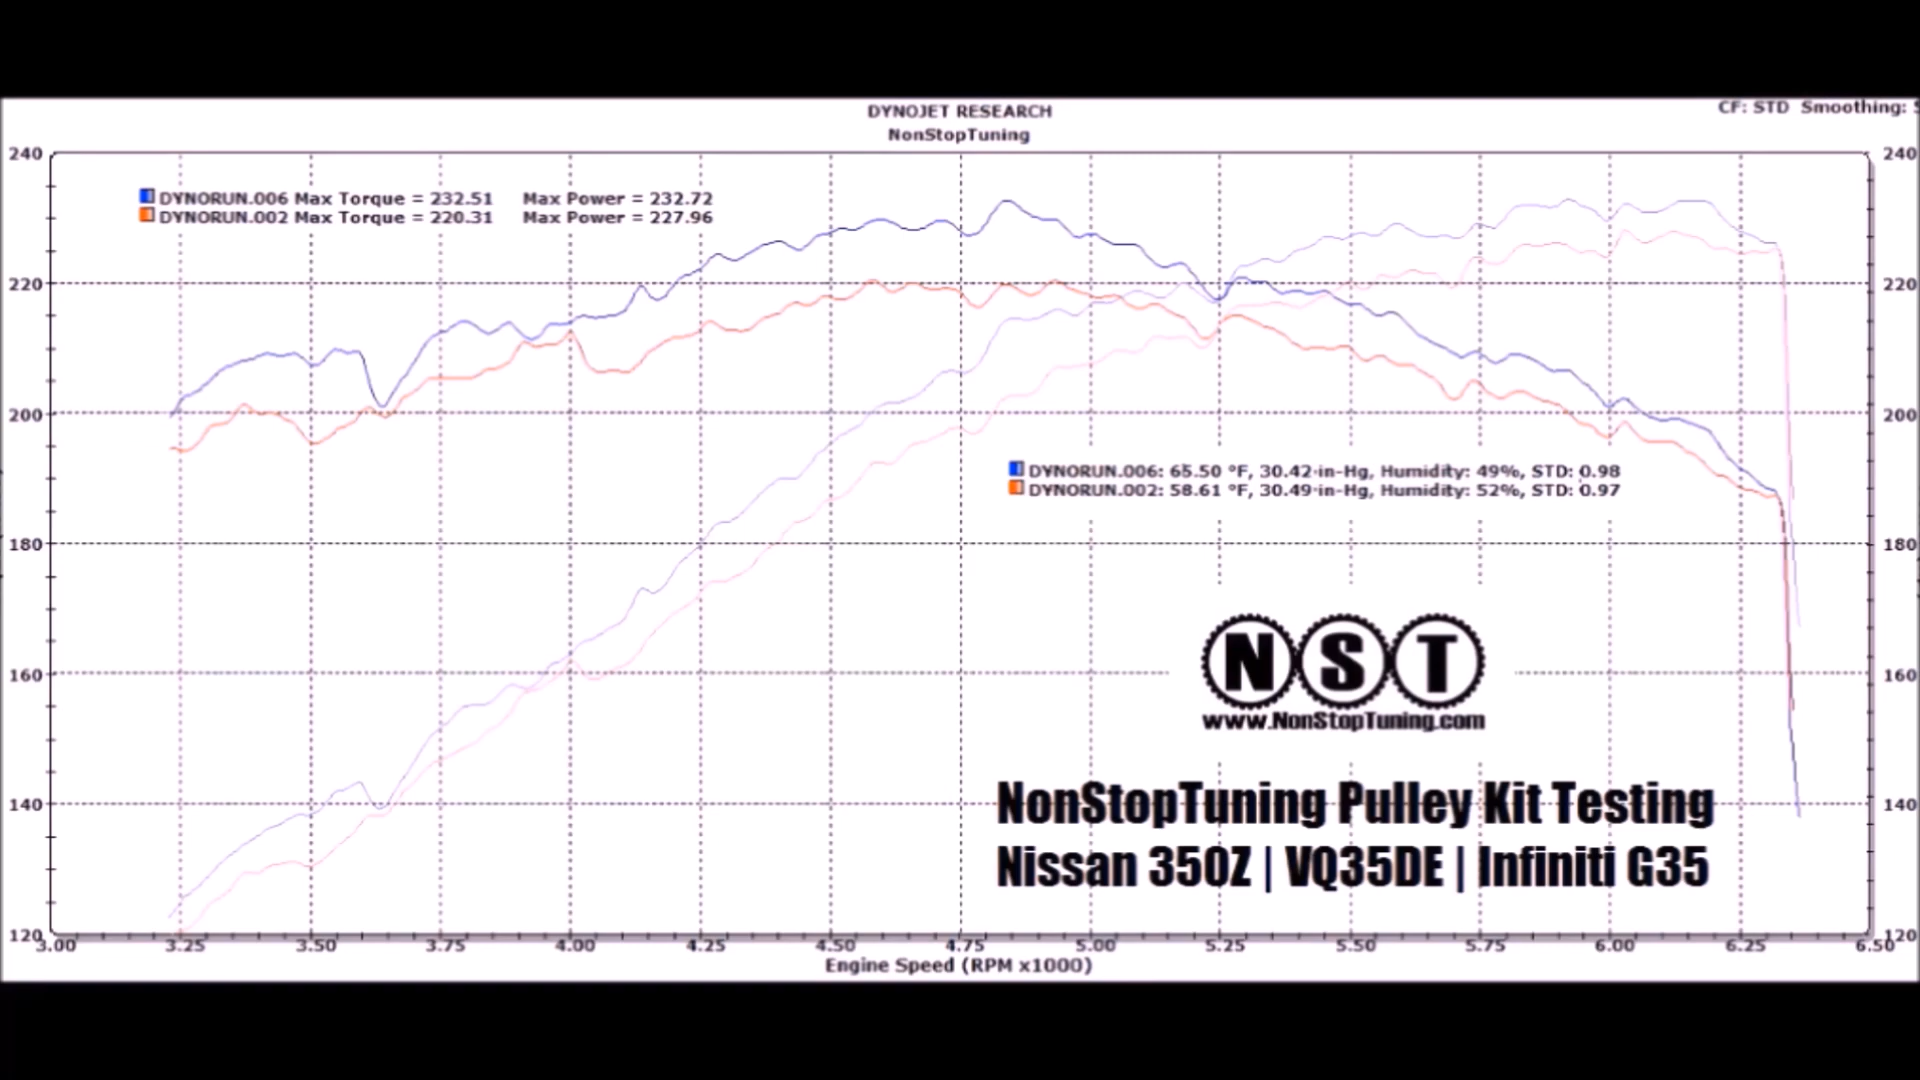 DYNOJET RESEARCH
CF: STD Smoothing:
NonStopTuning
240
240
DYNORUN.006 Max Torque = 232.51 Max Power = 232.72
DYNORUN.002 Max Torque = 220.31 Max Power = 227.96
220
220
200
200
DYNORUN.006: 65.50 °F, 30.42-in-Hg, Humidity: 49%, STD: 0.98
DYNORUN.002: 58.61 °F, 30.49-in-Hg, Humidity: 52%, STD: 0.97
180
180
NST
160
160
www.NonStopTuning.com
NonStopTuning Pulley Kit Testing
140
140
Nissan 350Z | VQ35DE | Infiniti G35
120
120
3.00 3.25 3.50 3.75 4.00 4.25 4.50 4.75 5.00 5.25 5.50 5.75 6.00 6.25 6.50
Engine Speed (RPM x1000)